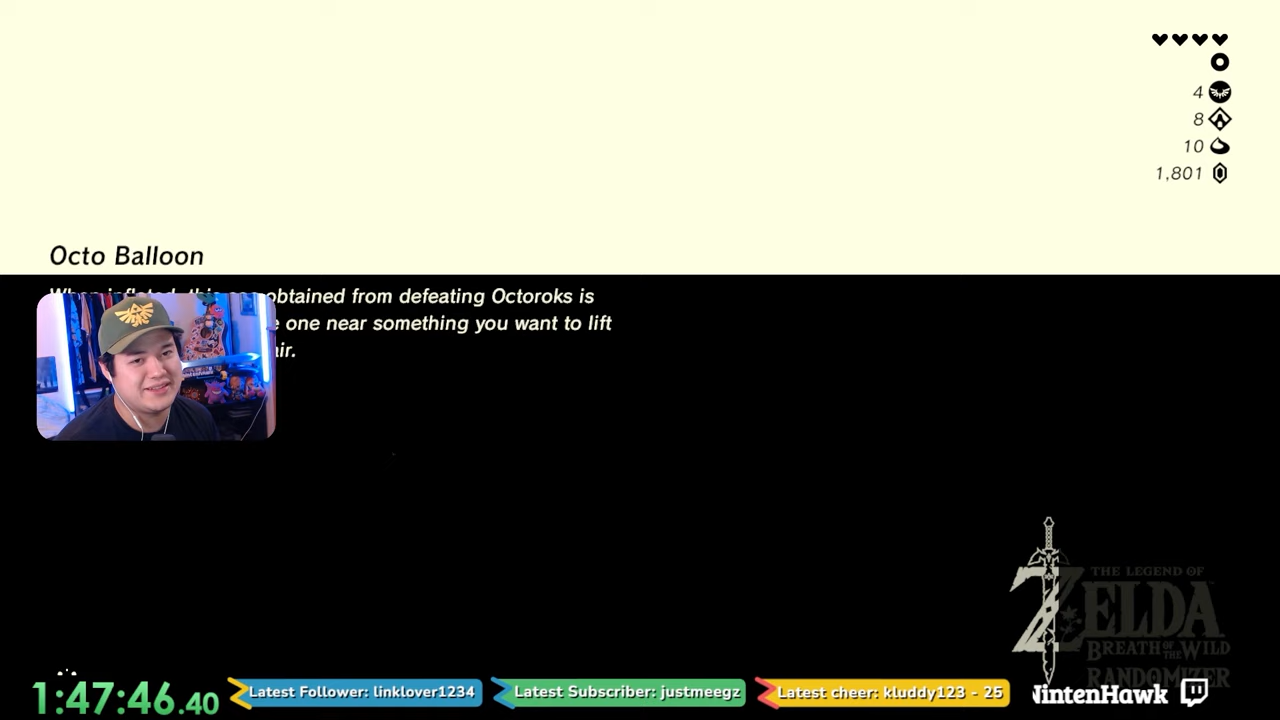 4
8
10
1,801
Octo Balloon
obtained from defeating Octoroks is
one near something you want to lift
air.
THE LEGEND OF
ZELDA
BREATH OF THE WILD
RANDOMIZER
1:47:46.40
Latest Follower: linklover1234
Latest Subscriber: justmeegz
Latest cheer: kluddy123 - 25
NintenHawk